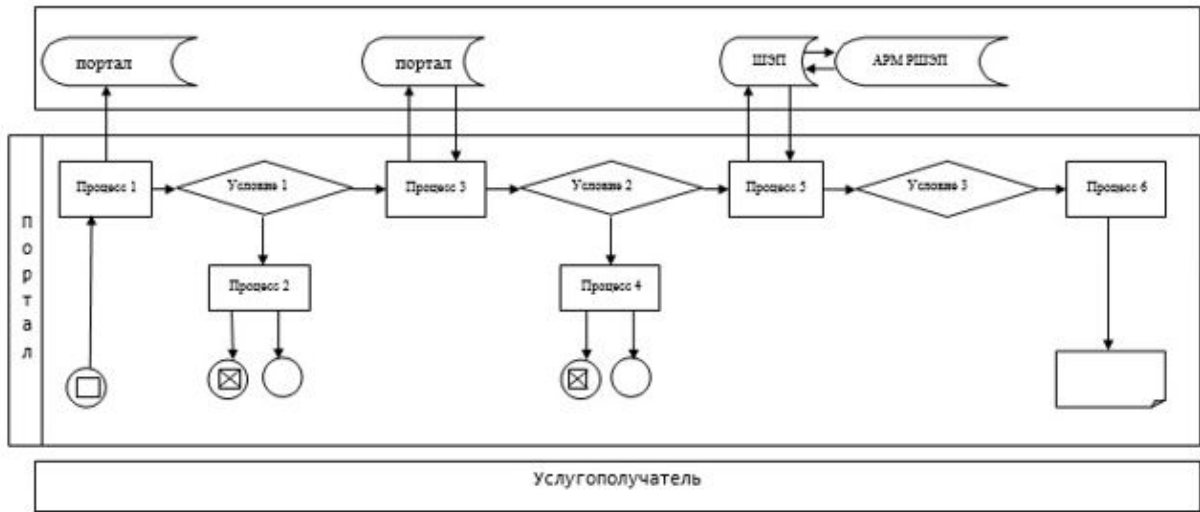 портал
портал
ШЭП
АРМ РШЭП
Портал
Процесс 1
Условие 1
Процесс 3
Условие 2
Процесс 5
Условие 3
Процесс 6
Процесс 2
Процесс 4
Услугополучатель